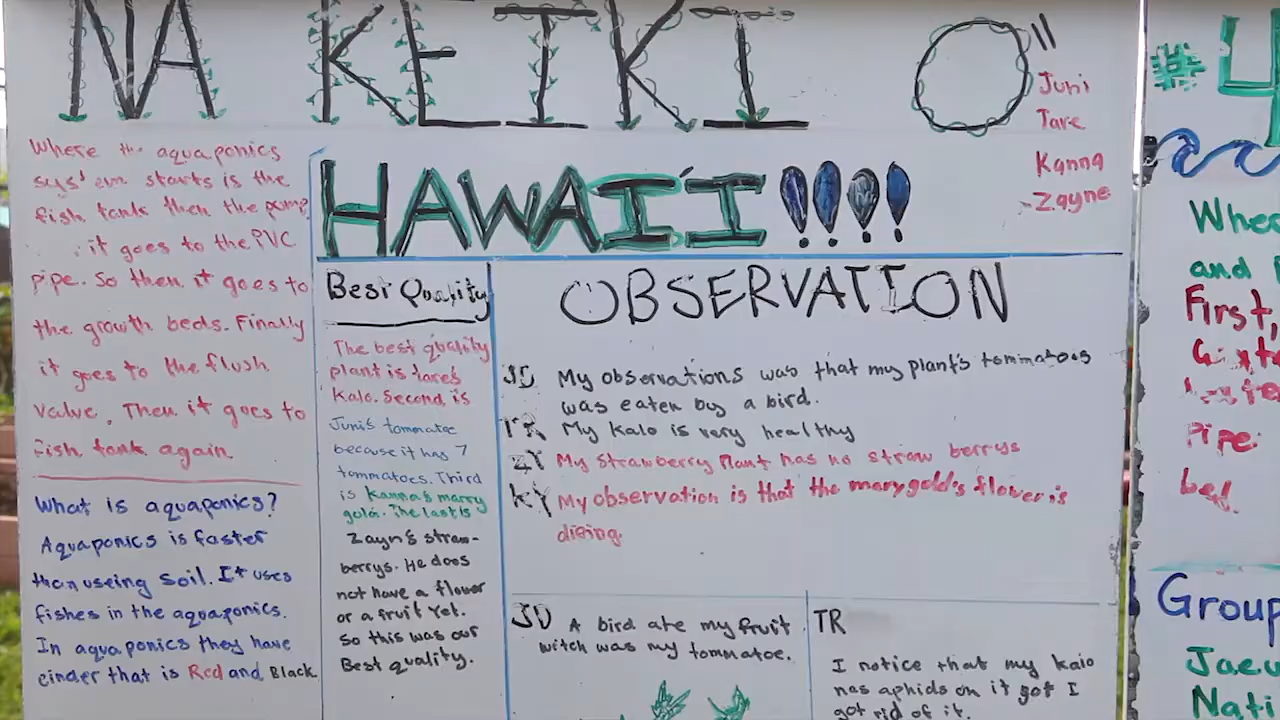 NA KEIKI O"
HAWAI'I!!!!
Juni
Tare
Kanna
Zayne
Where the aquaponics
sys'em starts is the
fish tank then the pump
it goes to the PVC
pipe. So then it goes to
the growth beds. Finally
it goes to the flush
valve. Then it goes to
Fish tank again.
What is aquaponics?
Aquaponics is faster
than useing Soil. It uses
fishes in the aquaponics.
In aquaponics they have
cinder that is Red and Black.
Best Quality
The best quality
plant is tare's
Kalo. Second is
Juni's tommatoe
because it has 7
tommatoes. Third
is Kanna's marry
gold. The last is
Zayn's straw-
berrys. He does
not have a flower
or a fruit yet.
So this was our
Best quality.
OBSERVATION
JD My observations was that my plant's tommatoes
was eaten by a bird.
TR My Kalo is very healthy
ZY My Strawberry Plant has no straw berrys
KY My observation is that the marygold's flower is
dieing.
JD A bird ate my fruit
witch was my tommatoe.
TR
I notice that my kalo
has aphids on it got I
got rid of it.
#4
Whe
and
First,
Pipe
bed.
Group
Jaeu
Nati